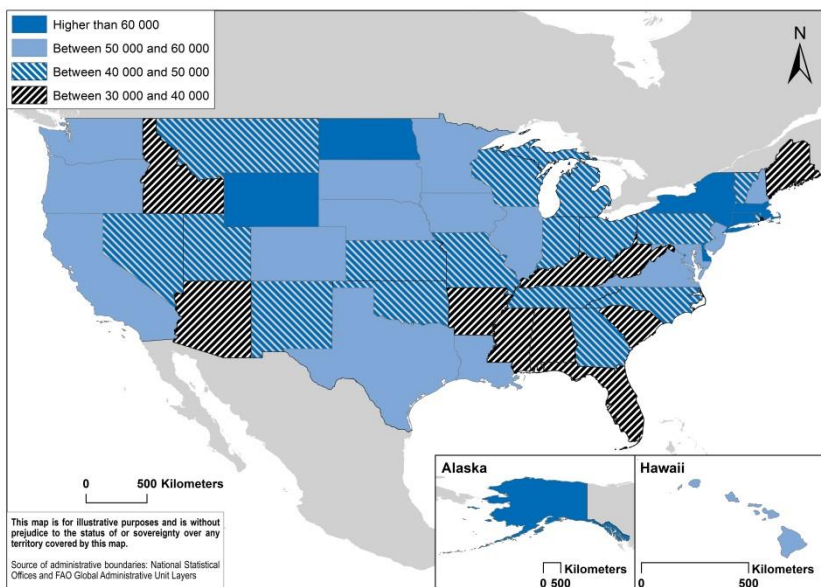 Higher than 60 000
Between 50 000 and 60 000
Between 40 000 and 50 000
Between 30 000 and 40 000
N
0 500 Kilometers
This map is for illustrative purposes and is without
prejudice to the status of or sovereignty over any
territory covered by this map.
Source of administrative boundaries: National Statistical
Offices and FAO Global Administrative Unit Layers
Alaska
0 500
Hawaii
0 500